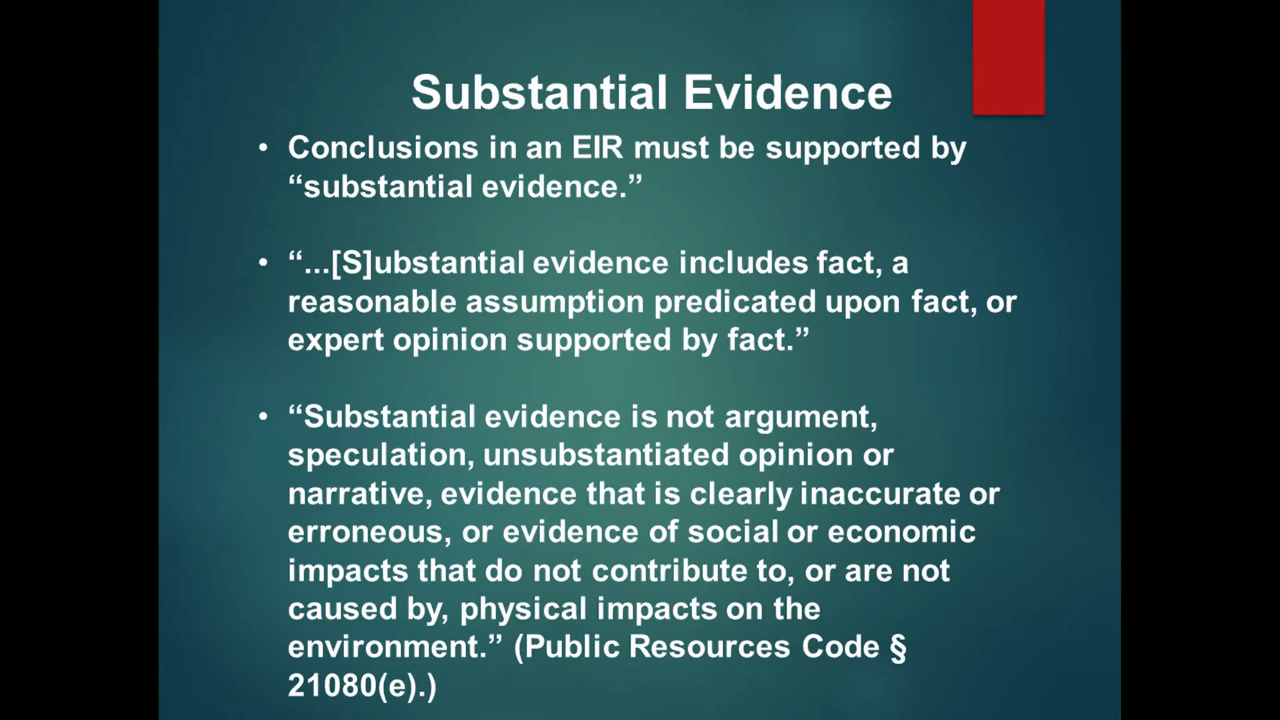 Substantial Evidence
• Conclusions in an EIR must be supported by
“substantial evidence.”
• “...[S]ubstantial evidence includes fact, a
reasonable assumption predicated upon fact, or
expert opinion supported by fact.”
• “Substantial evidence is not argument,
speculation, unsubstantiated opinion or
narrative, evidence that is clearly inaccurate or
erroneous, or evidence of social or economic
impacts that do not contribute to, or are not
caused by, physical impacts on the
environment.” (Public Resources Code §
21080(e).)